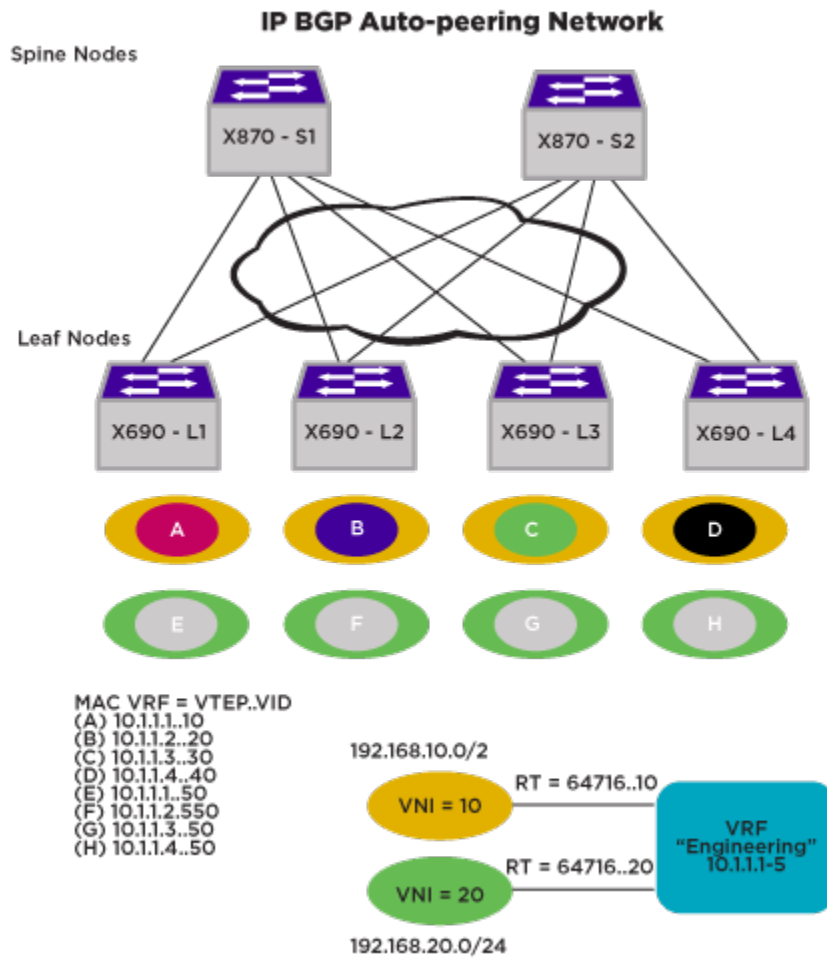 IP BGP Auto-peering Network
Spine Nodes
X870 - S1
X870 - S2
Leaf Nodes
X690 - L1
X690 - L2
X690 - L3
X690 - L4
A
B
C
D
E
F
G
H
MAC VRF = VTEP..VID
(A) 10.1.1.1..10
(B) 10.1.1.2..20
(C) 10.1.1.3..30
(D) 10.1.1.4..40
(E) 10.1.1.1..50
(F) 10.1.1.2.550
(G) 10.1.1.3..50
(H) 10.1.1.4..50
192.168.10.0/2
VNI = 10
RT = 64716..10
VRF
"Engineering"
10.1.1.1-5
RT = 64716..20
VNI = 20
192.168.20.0/24